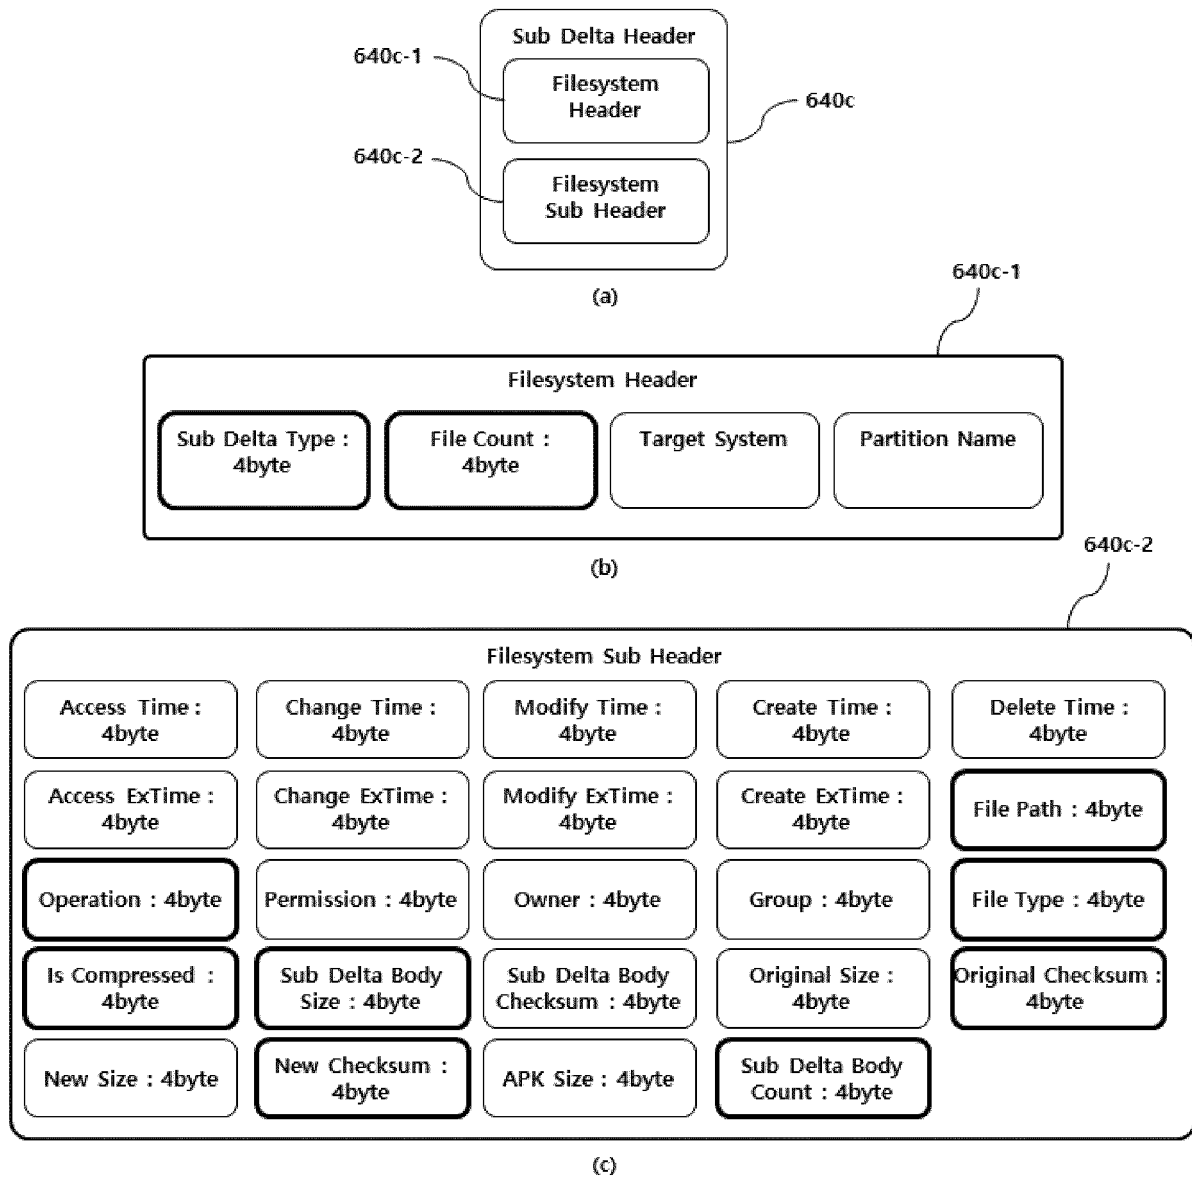 Sub Delta Header
640c-1
Filesystem
Header
640c
640c-2
Filesystem
Sub Header
(a)
640c-1
Filesystem Header
Sub Delta Type :
4byte
File Count :
4byte
Target System
Partition Name
(b)
640c-2
Filesystem Sub Header
Access Time :
4byte
Change Time :
4byte
Modify Time :
4byte
Create Time :
4byte
Delete Time :
4byte
Access ExTime :
4byte
Change ExTime :
4byte
Modify ExTime :
4byte
Create ExTime :
4byte
File Path : 4byte
Operation : 4byte
Permission : 4byte
Owner : 4byte
Group : 4byte
File Type : 4byte
Is Compressed :
4byte
Sub Delta Body
Size : 4byte
Sub Delta Body
Checksum : 4byte
Original Size :
4byte
Original Checksum :
4byte
New Size : 4byte
New Checksum :
4byte
APK Size : 4byte
Sub Delta Body
Count : 4byte
(c)